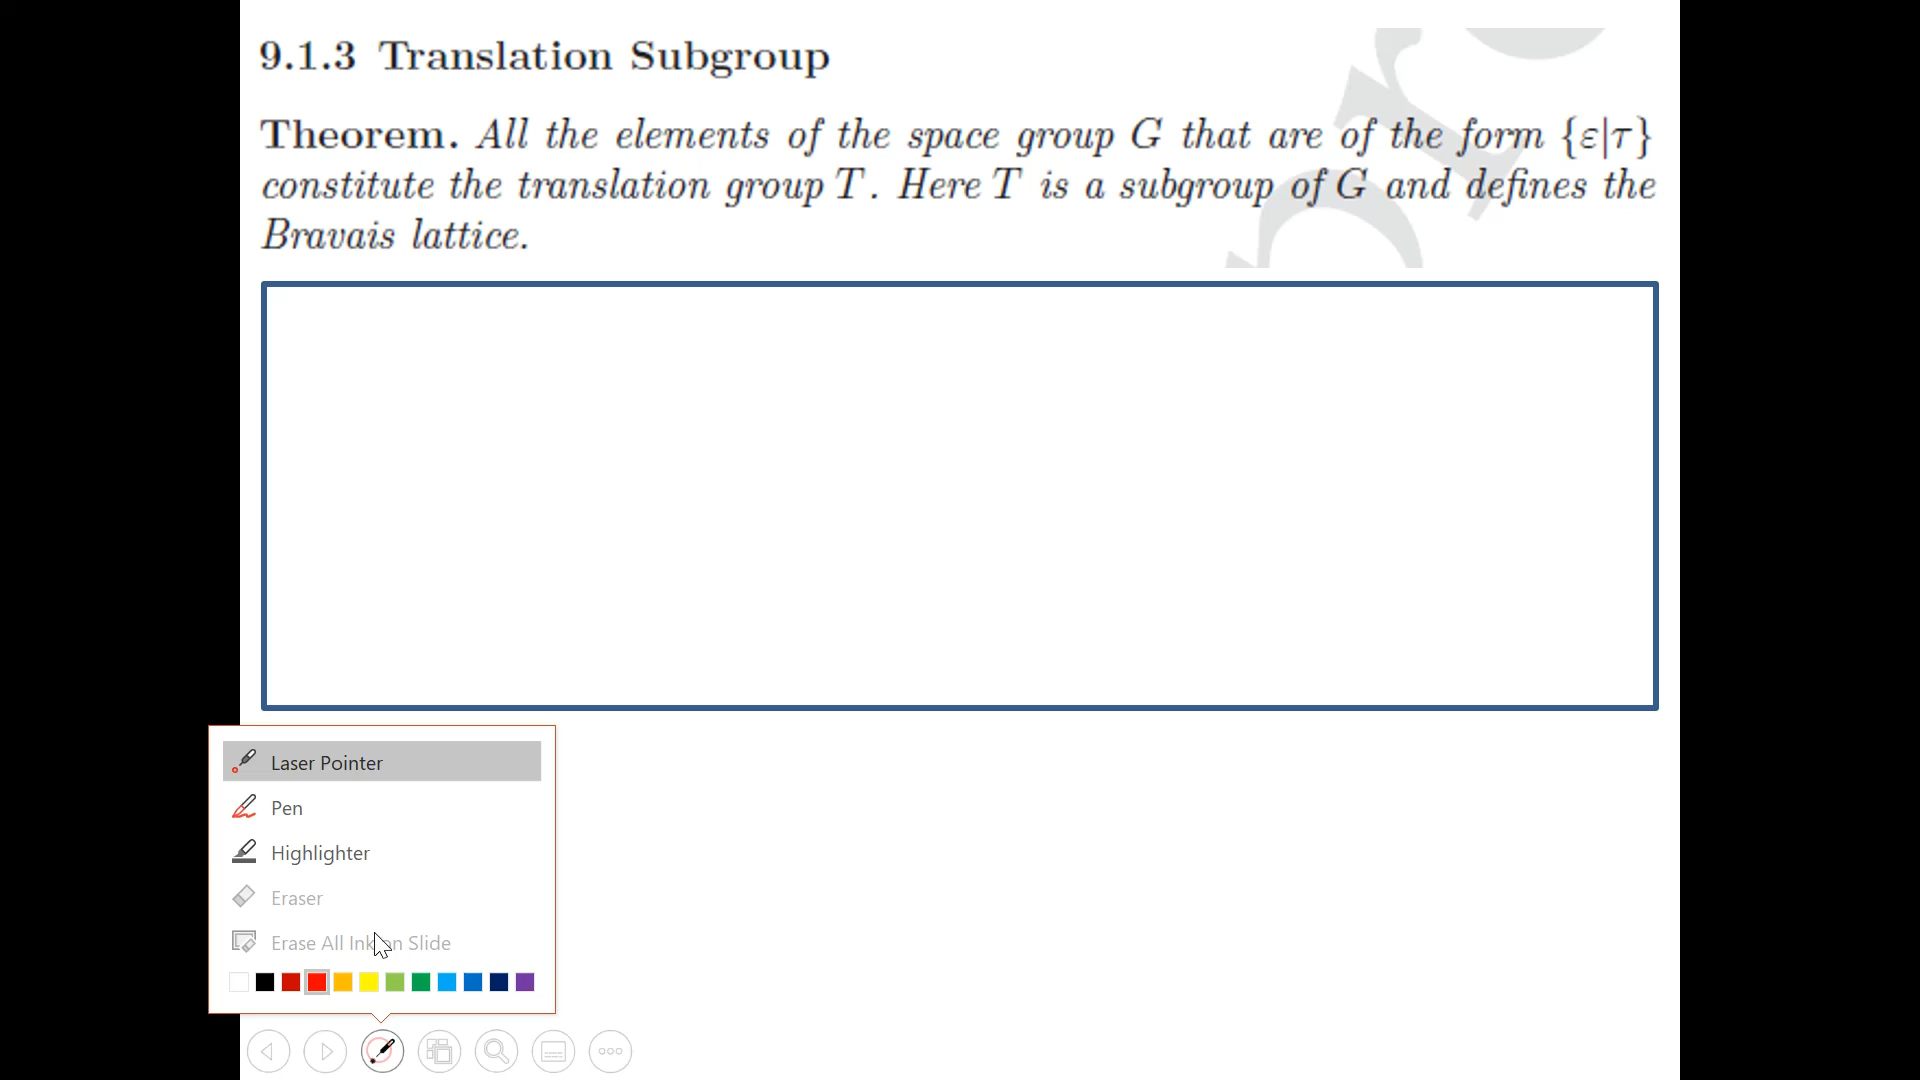 9.1.3 Translation Subgroup
Theorem. All the elements of the space group G that are of the form {ε|τ}
constitute the translation group T. Here T is a subgroup of G and defines the
Bravais lattice.
Laser Pointer
Pen
Highlighter
Eraser
Erase All Ink on Slide